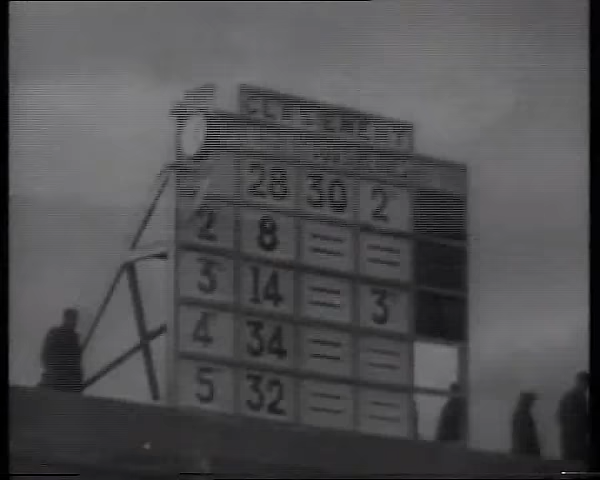 28 30 2
2 8 = =
3 14 = 3
4 34 = =
5 32 = =